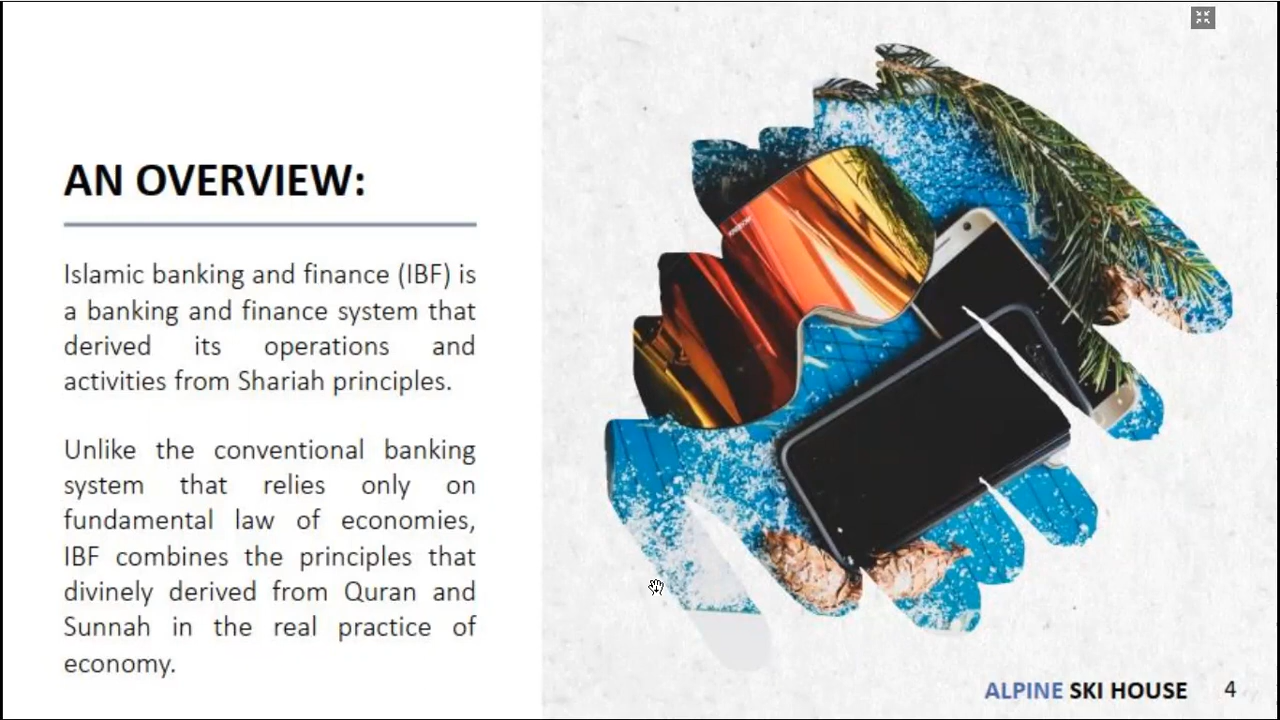 AN OVERVIEW:
Islamic banking and finance (IBF) is
a banking and finance system that
derived its operations and
activities from Shariah principles.
Unlike the conventional banking
system that relies only on
fundamental law of economies,
IBF combines the principles that
divinely derived from Quran and
Sunnah in the real practice of
economy.
ALPINE SKI HOUSE 4